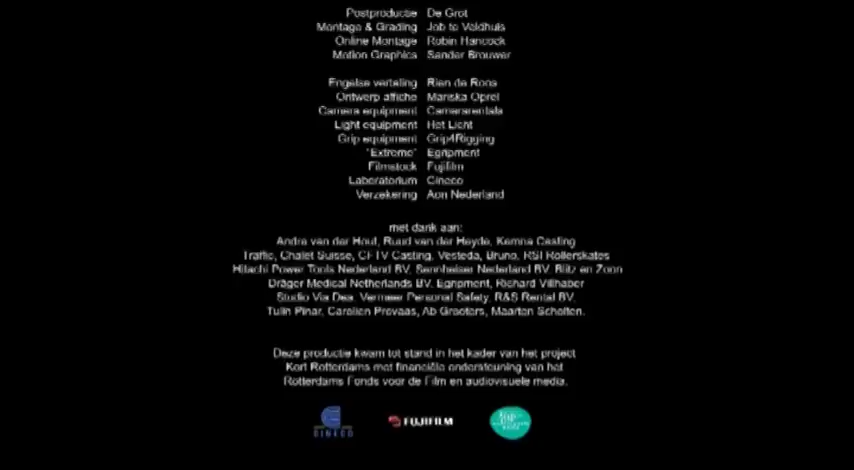 Postproductie De Grot
Montage & Grading Job te Veldhuis
Online Montage Robin Hancock
Motion Graphics Sander Brouwer
Engelse vertaling Rien de Roos
Ontwerp affiche Mariska Oprel
Camera equipment Camerarentals
Light equipment Het Licht
Grip equipment Grip4Rigging
"Extreme" Egripment
Filmstock Fujifilm
Laboratorium Cineco
Verzekering Aon Nederland
met dank aan:
Andre van der Hout, Ruud van der Heyde, Kemna Casting
Traffic, Chalet Suisse, CFTV Casting, Vesteda, Bruno, RSI Rollerskates
Hitachi Power Tools Nederland BV, Sennheiser Nederland BV, Blitz en Zoon
Dräger Medical Netherlands BV, Egripment, Richard Villhaber
Studio Via Dea, Vermeer Personal Safety, R&S Rental BV,
Tulin Pinar, Carolien Provaas, Ab Grooters, Maarten Scholten.
Deze productie kwam tot stand in het kader van het project
Kort Rotterdams met financiële ondersteuning van het
Rotterdams Fonds voor de Film en audiovisuele media.
CINECO FUJIFILM